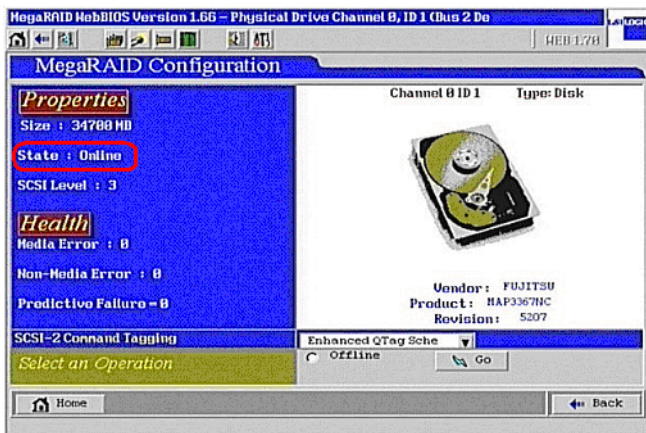 MegaRAID WebBIOS Version 1.66 - Physical Drive Channel 0, ID 1 (Bus 2 De
LSI LOGIC
WEB 1.78
MegaRAID Configuration
Properties
Size : 34700 MB
State : Online
SCSI Level : 3
Health
Media Error : 0
Non-Media Error : 0
Predictive Failure = 0
Channel 0 ID 1 Type: Disk
Vendor: FUJITSU
Product: MAP3367NC
Revision: 5207
SCSI-2 Command Tagging
Enhanced QTag Sche
Select an Operation
Offline
Go
Home
Back